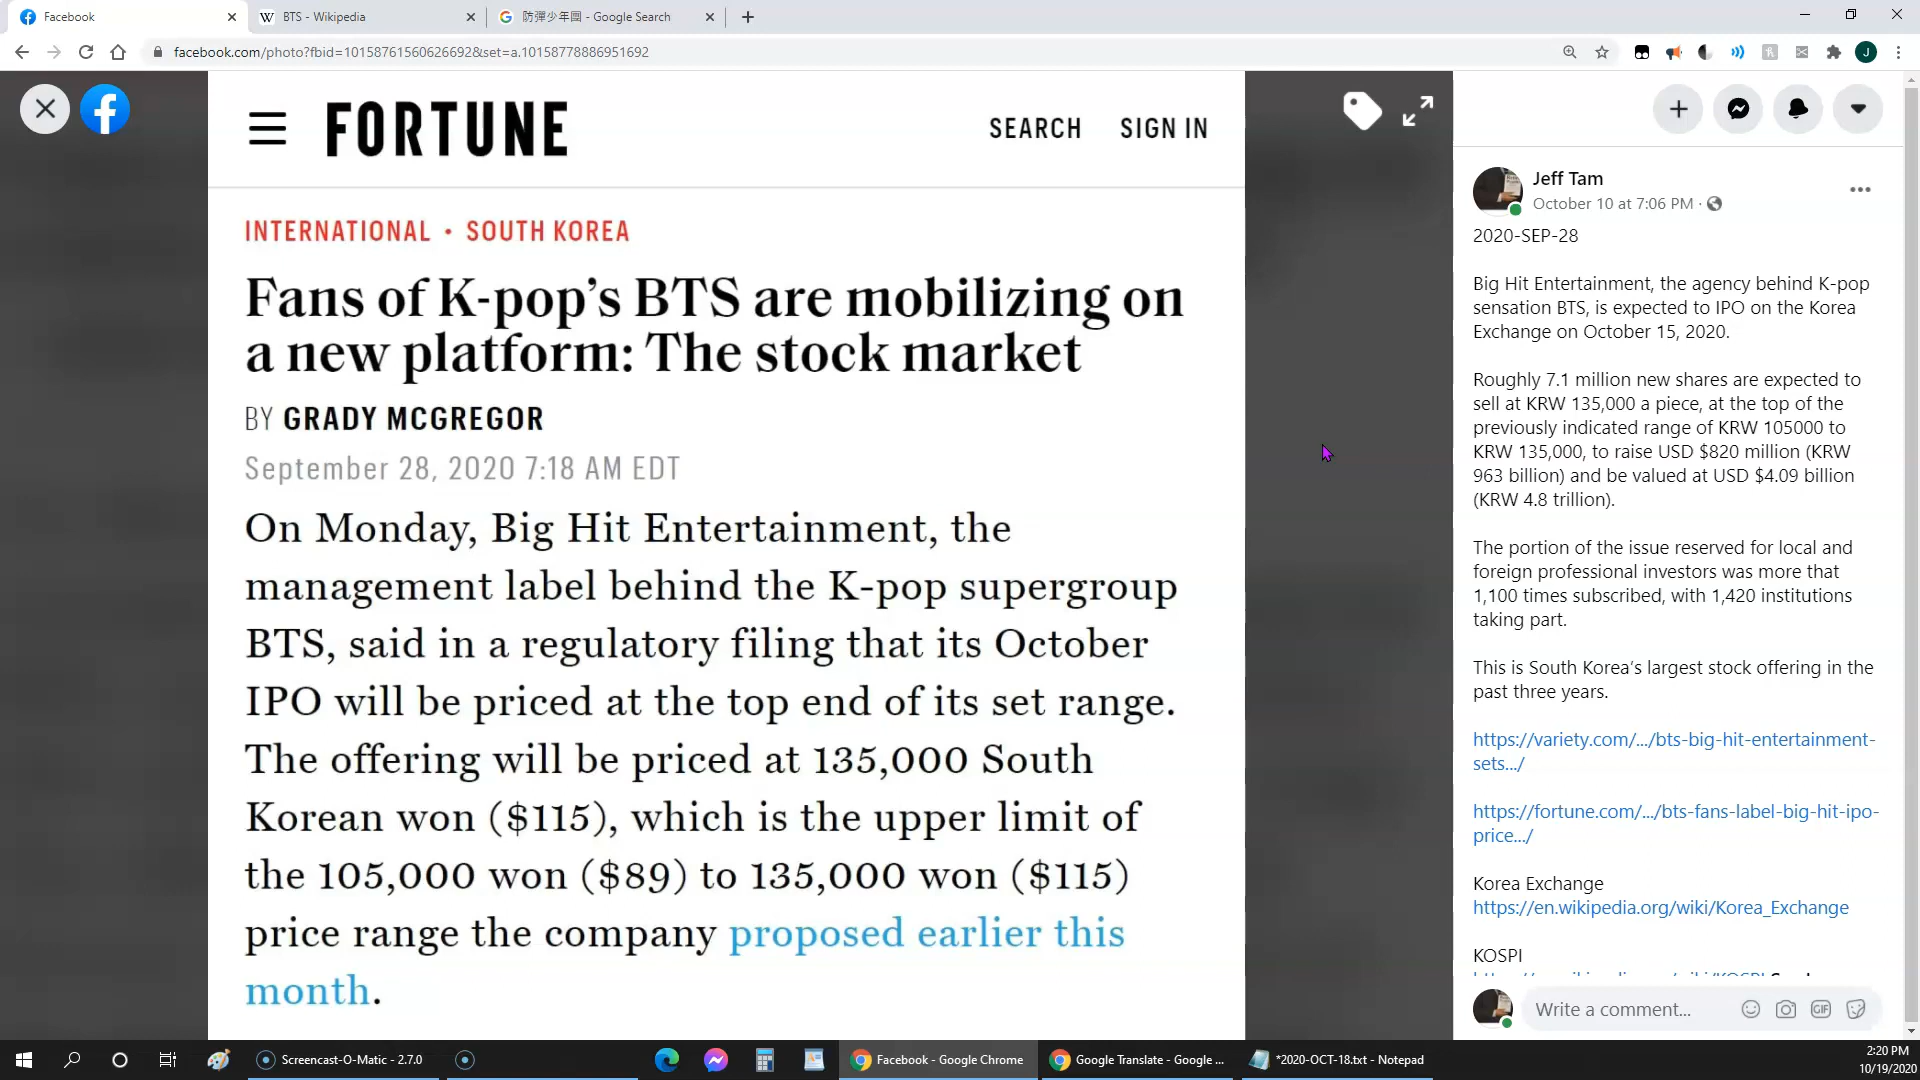 Facebook
BTS - Wikipedia
防彈少年團 - Google Search
facebook.com/photo?fbid=10158761560626692&set=a.10158778886951692
J
FORTUNE
SEARCH
SIGN IN
INTERNATIONAL • SOUTH KOREA
Fans of K-pop’s BTS are mobilizing on
a new platform: The stock market
BY GRADY MCGREGOR
September 28, 2020 7:18 AM EDT
On Monday, Big Hit Entertainment, the
management label behind the K-pop supergroup
BTS, said in a regulatory filing that its October
IPO will be priced at the top end of its set range.
The offering will be priced at 135,000 South
Korean won ($115), which is the upper limit of
the 105,000 won ($89) to 135,000 won ($115)
price range the company proposed earlier this
month.
Jeff Tam
October 10 at 7:06 PM ·
2020-SEP-28
Big Hit Entertainment, the agency behind K-pop
sensation BTS, is expected to IPO on the Korea
Exchange on October 15, 2020.
Roughly 7.1 million new shares are expected to
sell at KRW 135,000 a piece, at the top of the
previously indicated range of KRW 105000 to
KRW 135,000, to raise USD $820 million (KRW
963 billion) and be valued at USD $4.09 billion
(KRW 4.8 trillion).
The portion of the issue reserved for local and
foreign professional investors was more that
1,100 times subscribed, with 1,420 institutions
taking part.
This is South Korea's largest stock offering in the
past three years.
https://variety.com/.../bts-big-hit-entertainment-
sets.../
https://fortune.com/.../bts-fans-label-big-hit-ipo-
price.../
Korea Exchange
https://en.wikipedia.org/wiki/Korea_Exchange
KOSPI
Write a comment...
GIF
Screencast-O-Matic - 2.7.0
Facebook - Google Chrome
Google Translate - Google ...
*2020-OCT-18.txt - Notepad
2:20 PM
10/19/2020